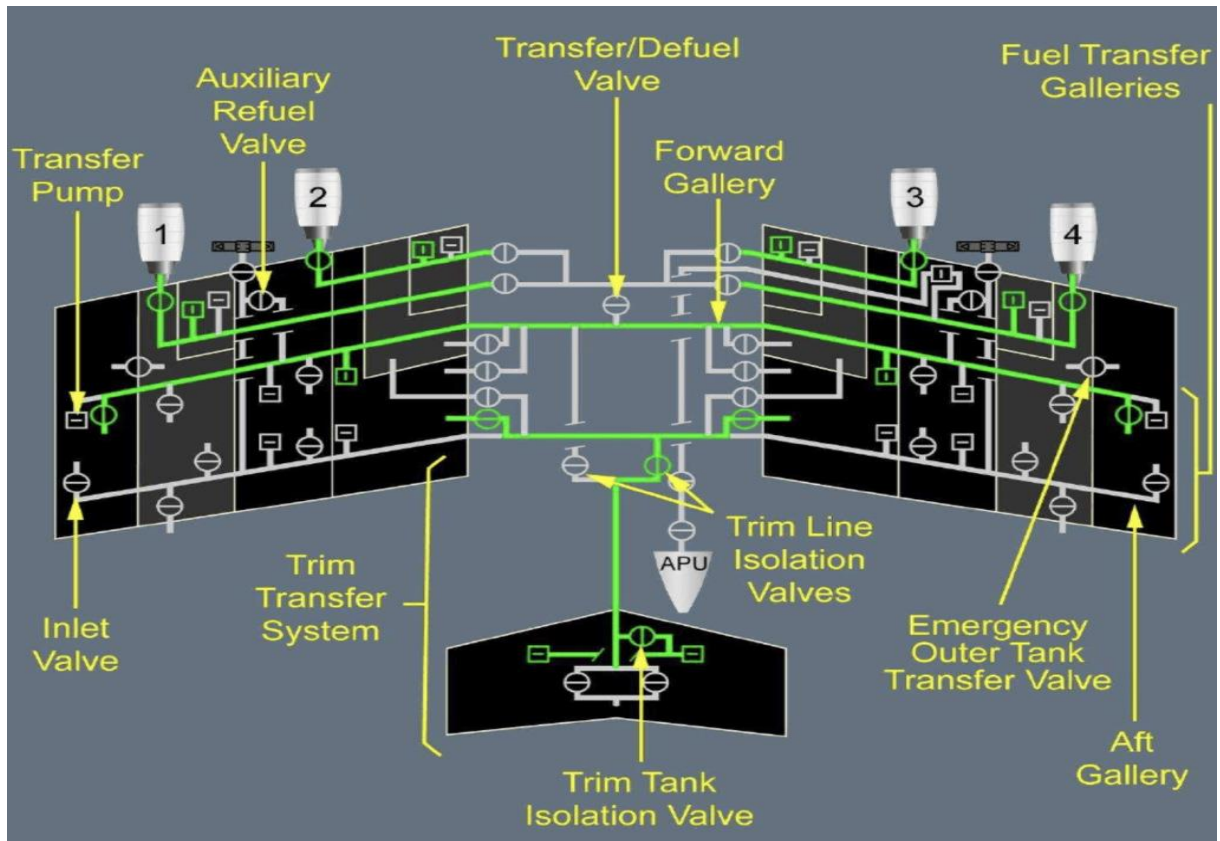 Transfer/Defuel
Valve
Fuel Transfer
Galleries
Auxiliary
Refuel
Valve
Transfer
Pump
Forward
Gallery
1
2
3
4
Trim Line
Isolation
Valves
APU
Trim
Transfer
System
Inlet
Valve
Emergency
Outer Tank
Transfer Valve
Aft
Gallery
Trim Tank
Isolation Valve